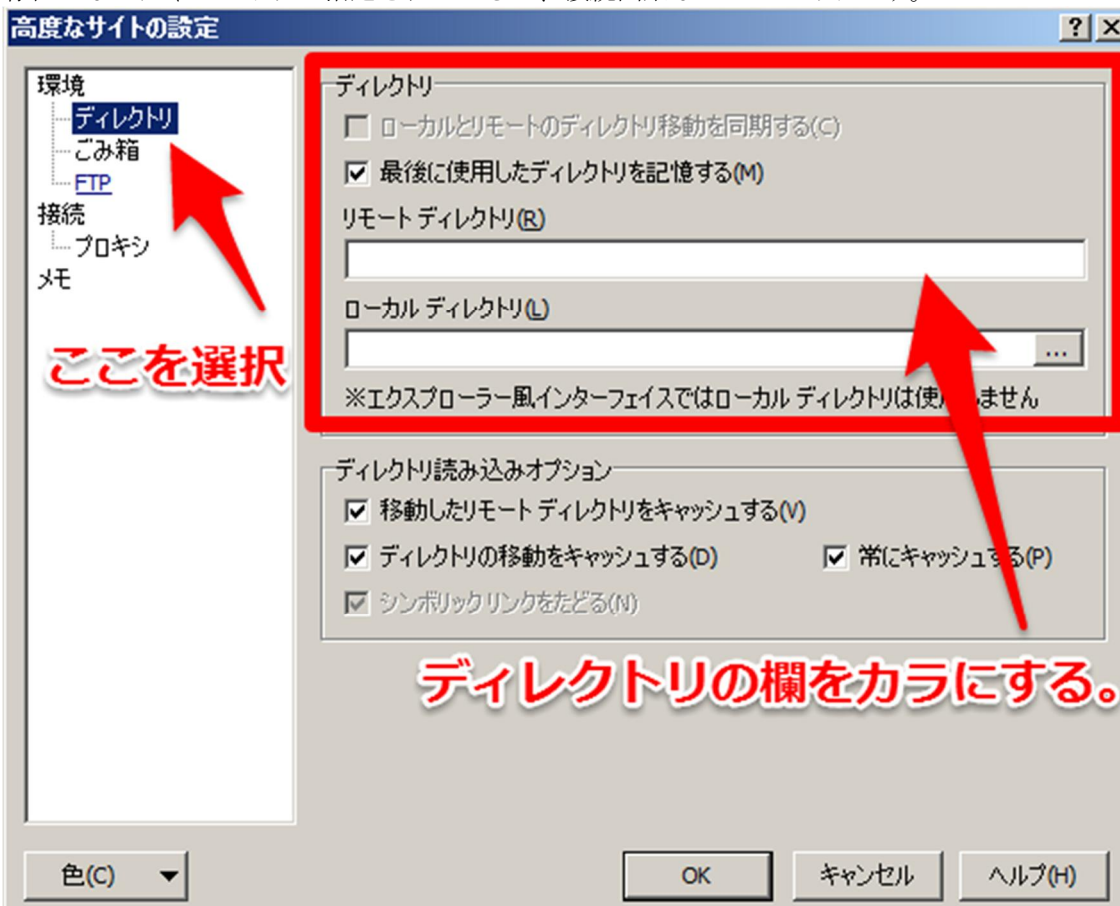 高度なサイトの設定
環境
ディレクトリ
ごみ箱
FTP
接続
プロキシ
メモ
ここを選択
ディレクトリ
ローカルとリモートのディレクトリ移動を同期する(C)
最後に使用したディレクトリを記憶する(M)
リモート ディレクトリ(R)
ローカル ディレクトリ(L)
...
※エクスプローラー風インターフェイスではローカル ディレクトリは使 ません
ディレクトリ読み込みオプション
移動したリモート ディレクトリをキャッシュする(V)
ディレクトリの移動をキャッシュする(D) 常にキャッシュする(P)
シンボリック リンクをたどる(N)
ディレクトリの欄をカラにする。
色(C)
OK キャンセル ヘルプ(H)